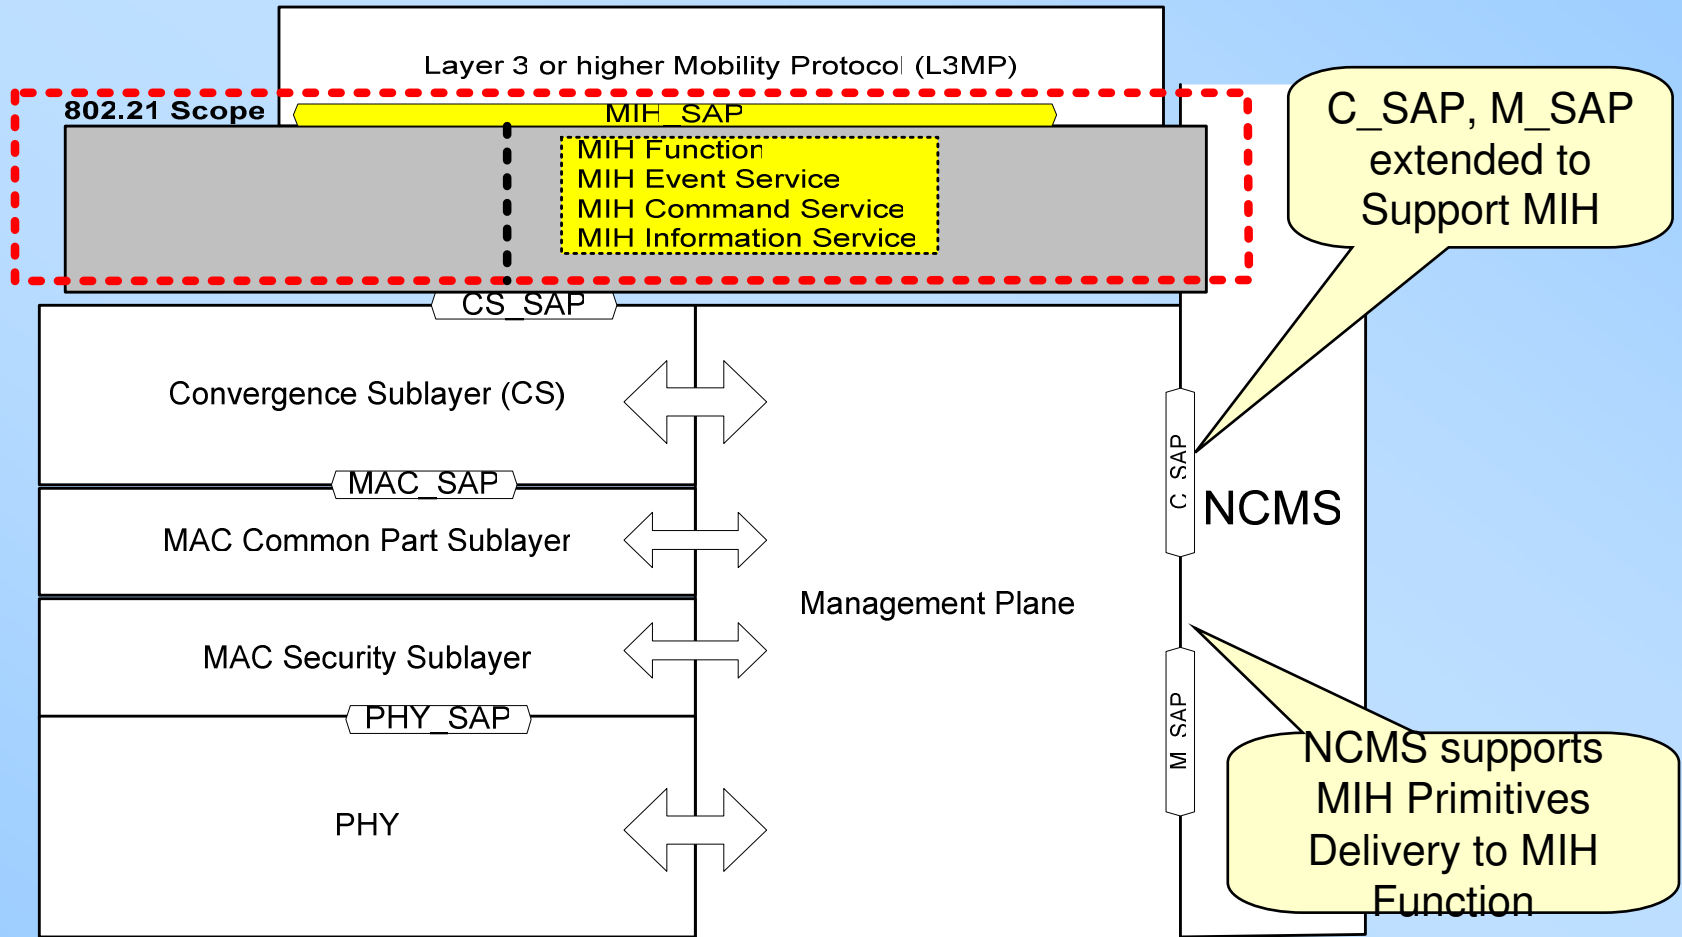 Layer 3 or higher Mobility Protocol (L3MP)
802.21 Scope
MIH_SAP
MIH Function
MIH Event Service
MIH Command Service
MIH Information Service
C_SAP, M_SAP
extended to
Support MIH
CS_SAP
Convergence Sublayer (CS)
MAC_SAP
MAC Common Part Sublayer
MAC Security Sublayer
PHY_SAP
PHY
Management Plane
C_SAP
NCMS
M_SAP
NCMS supports
MIH Primitives
Delivery to MIH
Function